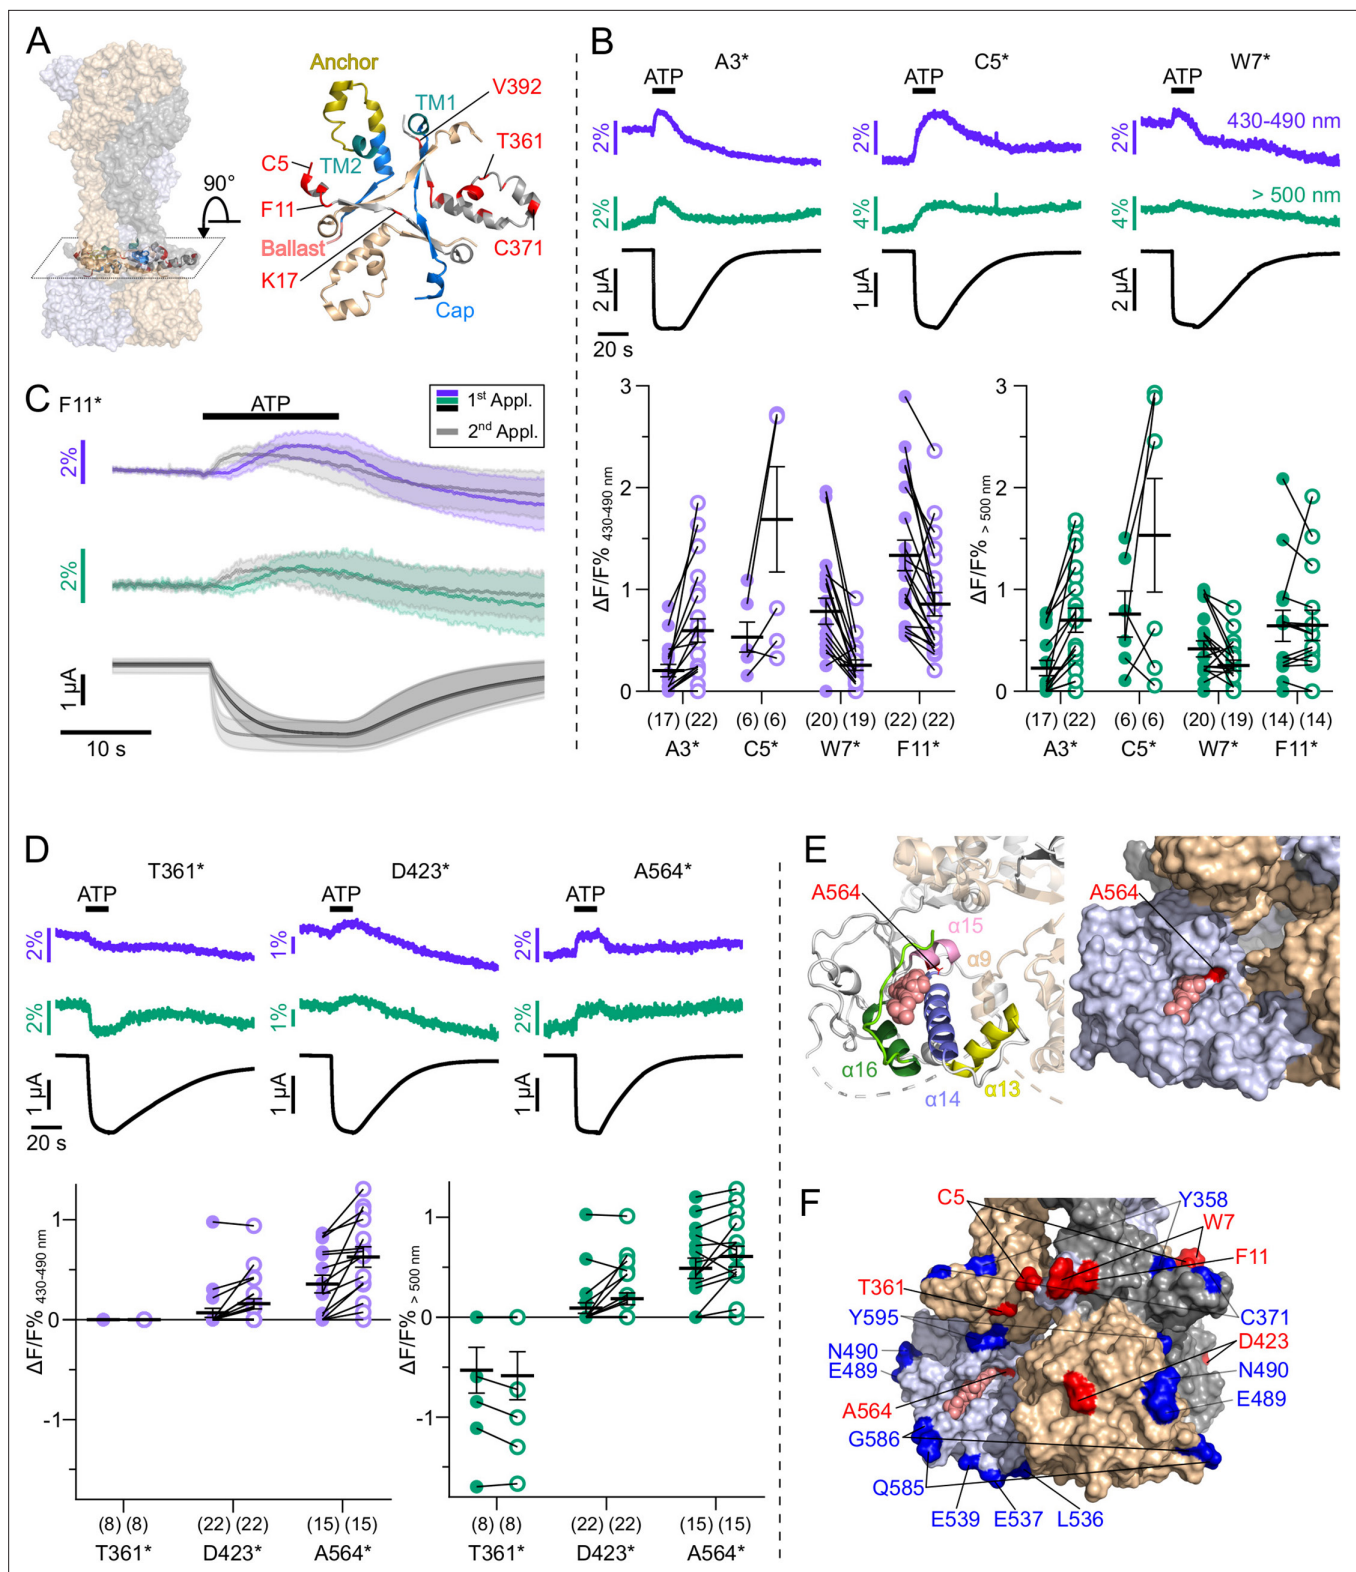 A
90°
Anchor
TM1
V392
T361
C5
TM2
F11
Ballast
K17
C371
Cap
B
A3*
C5*
W7*
ATP
ATP
ATP
2%
2%
2%
430-490 nm
2%
4%
4%
> 500 nm
2 µA
1 µA
2 µA
20 s
C
F11*
ATP
1st Appl.
2nd Appl.
2%
2%
1 µA
10 s
ΔF/F% 430-490 nm
3
2
1
0
(17) (22)
(6) (6)
(20) (19)
(22) (22)
A3*
C5*
W7*
F11*
ΔF/F% > 500 nm
3
2
1
0
(17) (22)
(6) (6)
(20) (19)
(14) (14)
A3*
C5*
W7*
F11*
D
T361*
D423*
A564*
ATP
ATP
ATP
2%
1%
2%
2%
1%
2%
1 µA
1 µA
1 µA
20 s
ΔF/F% 430-490 nm
1
0
-1
(8) (8)
(22) (22)
(15) (15)
T361*
D423*
A564*
ΔF/F% > 500 nm
1
0
-1
(8) (8)
(22) (22)
(15) (15)
T361*
D423*
A564*
E
A564
α15
α9
α16
α14
α13
A564
F
C5
Y358
W7
F11
T361
Y595
C371
N490
D423
E489
N490
E489
A564
G586
Q585
E539
E537
L536